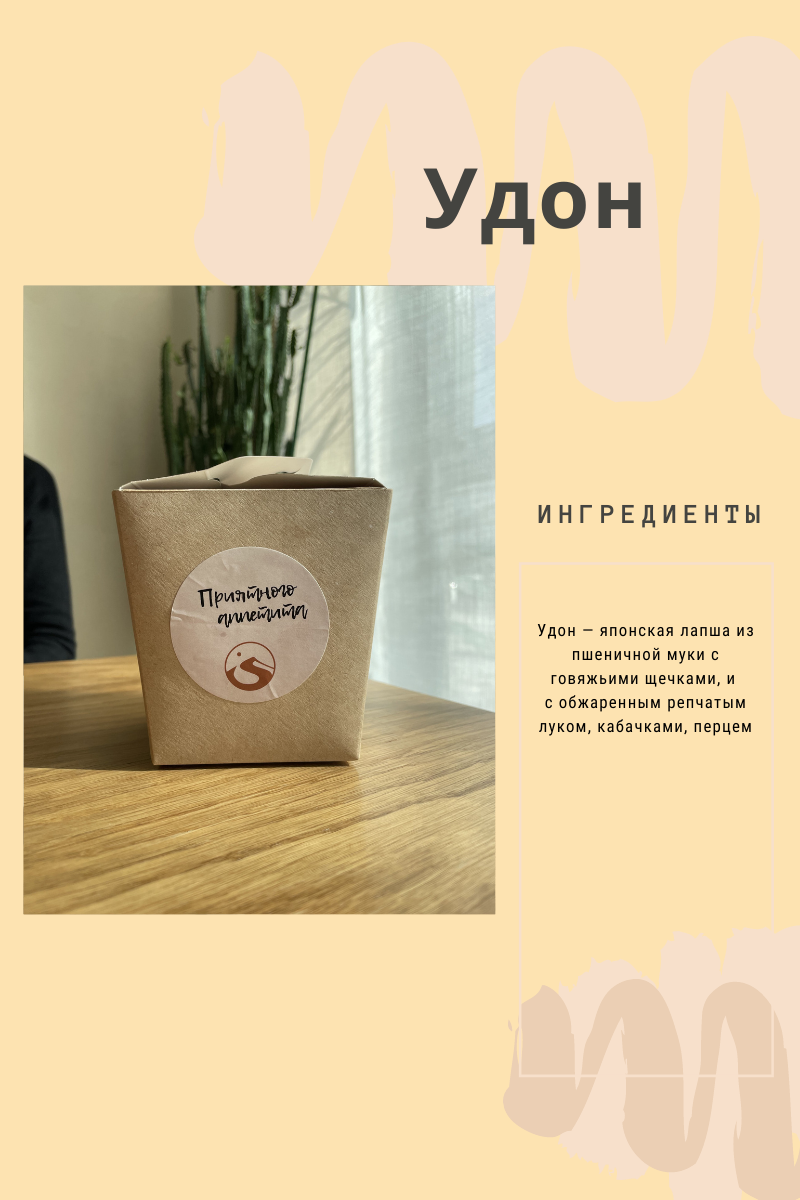 Удон
Приятного
аппетита
ИНГРЕДИЕНТЫ
Удон — японская лапша из
пшеничной муки с
говяжьими щечками, и
с обжаренным репчатым
луком, кабачками, перцем